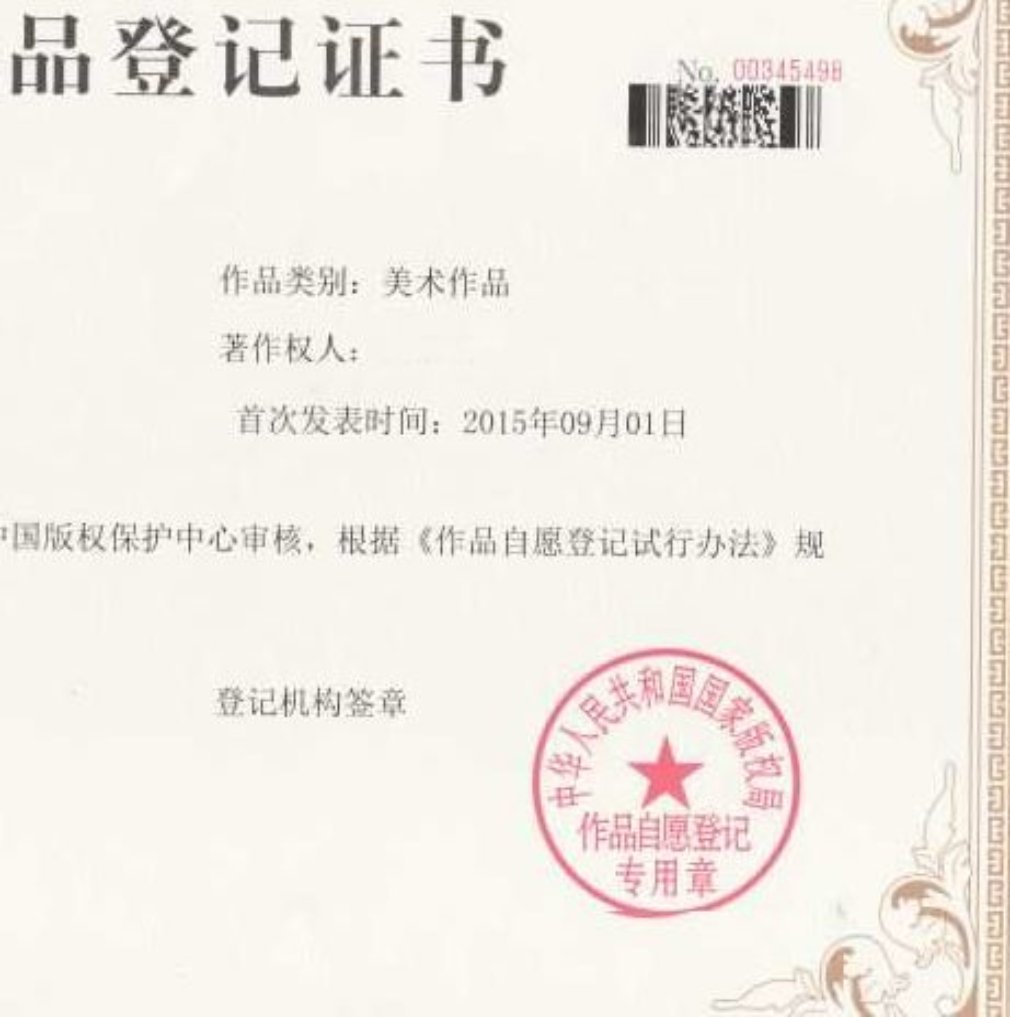 品登记证书
No. 00345498
作品类别：美术作品
著作权人：
首次发表时间：2015年09月01日
中国版权保护中心审核，根据《作品自愿登记试行办法》规
登记机构签章
中华人民共和国国家版权局
作品自愿登记
专用章